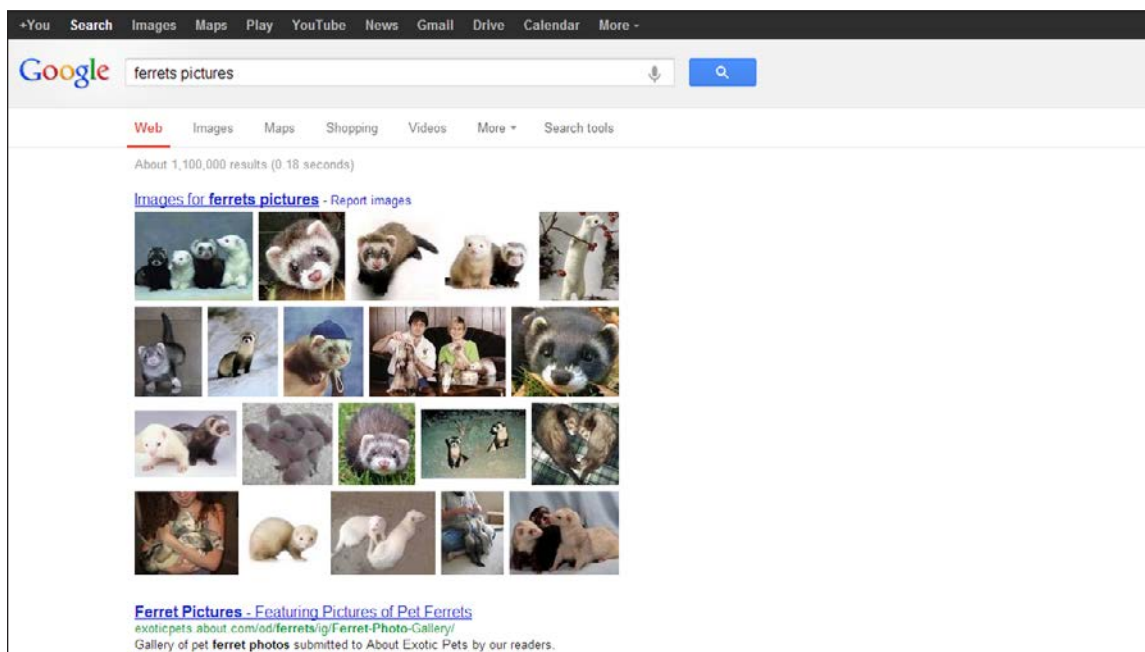 +You Search Images Maps Play YouTube News Gmail Drive Calendar More
Google ferrets pictures
Web Images Maps Shopping Videos More Search tools
About 1,100,000 results (0.18 seconds)
Images for ferrets pictures - Report images
Ferret Pictures - Featuring Pictures of Pet Ferrets
exoticpets.about.com/od/ferrets/ig/Ferret-Photo-Gallery/
Gallery of pet ferret photos submitted to About Exotic Pets by our readers.